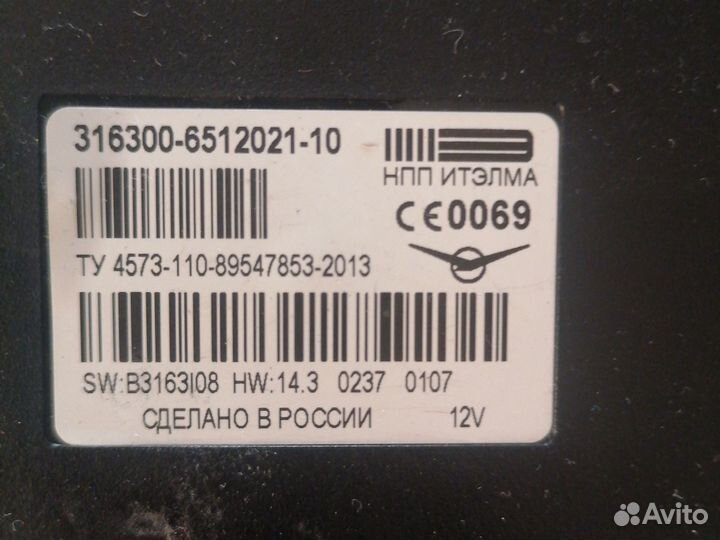 316300-6512021-10
НПП ИТЭЛМА
CE0069
ТУ 4573-110-89547853-2013
SW:B3163I08 HW:14.3 0237 0107
СДЕЛАНО В РОССИИ 12V
Avito